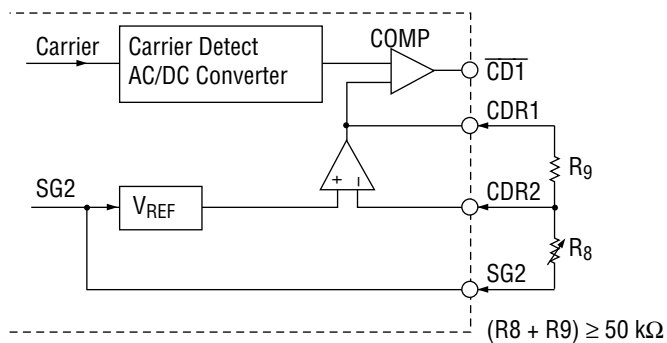 COMP
Carrier
Carrier Detect
AC/DC Converter
CD1
CDR1
R9
+ −
SG2
VREF
CDR2
R8
SG2
(R8 + R9) ≥ 50 kΩ